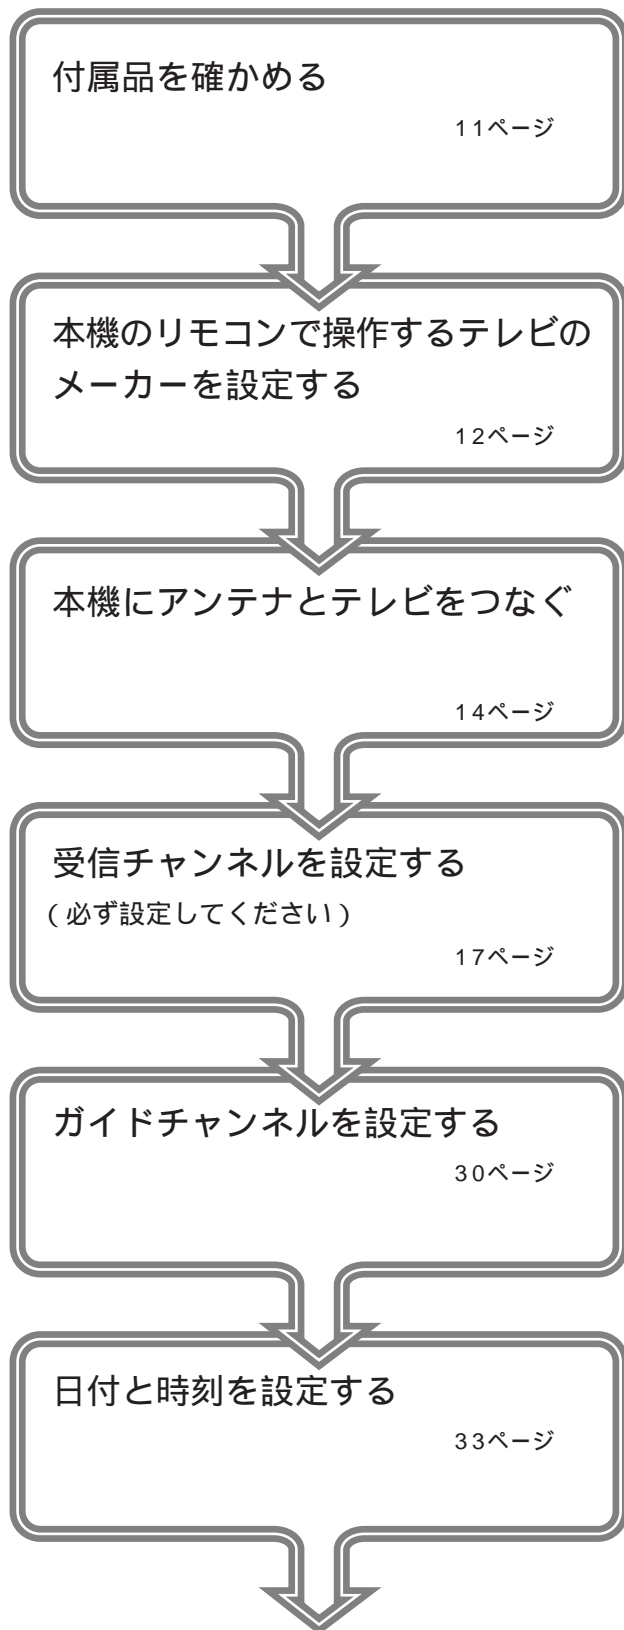 付属品を確かめる
11ページ
本機のリモコンで操作するテレビの
メーカーを設定する
12ページ
本機にアンテナとテレビをつなぐ
14ページ
受信チャンネルを設定する
(必ず設定してください)
17ページ
ガイドチャンネルを設定する
30ページ
日付と時刻を設定する
33ページ